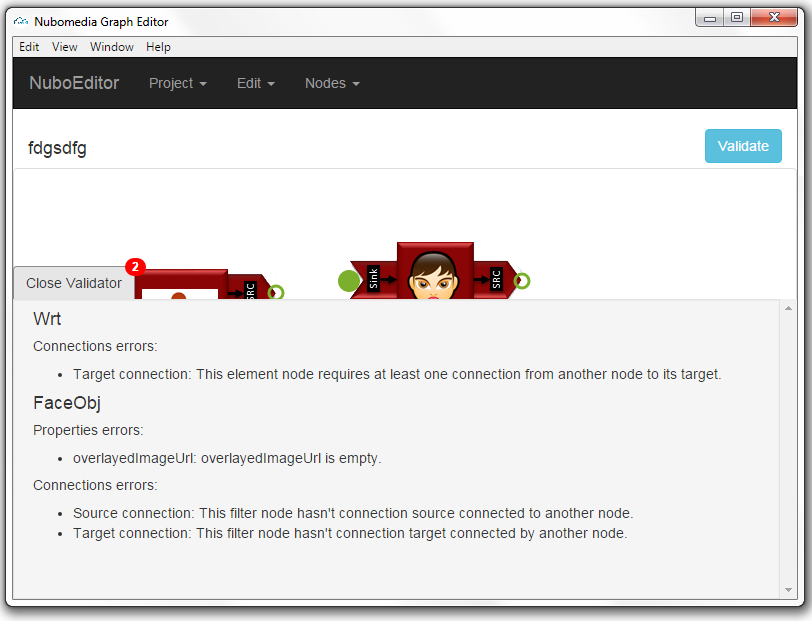 Nubomedia Graph Editor
Edit View Window Help
NuboEditor Project Edit Nodes
fdgsdfg
Validate
Sink
SRC
2
Close Validator
SRC
Wrt
Connections errors:
• Target connection: This element node requires at least one connection from another node to its target.
FaceObj
Properties errors:
• overlayedImageUrl: overlayedImageUrl is empty.
Connections errors:
• Source connection: This filter node hasn't connection source connected to another node.
• Target connection: This filter node hasn't connection target connected by another node.